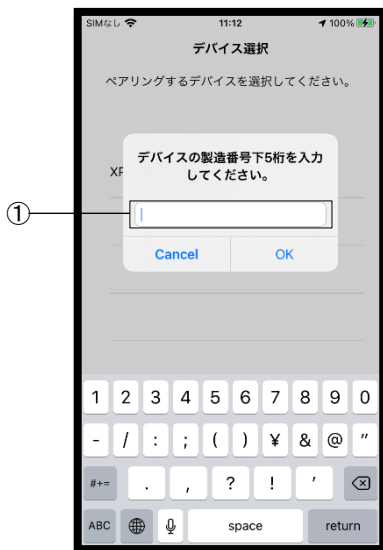 SIMなし 11:12 100%
デバイス選択
ペアリングするデバイスを選択してください。
デバイスの製造番号下5桁を入力
してください。
XP
①
Cancel OK
1 2 3 4 5 6 7 8 9 0
- / : ; ( ) ¥ & @ "
#+= . , ? ! ′
ABC space return